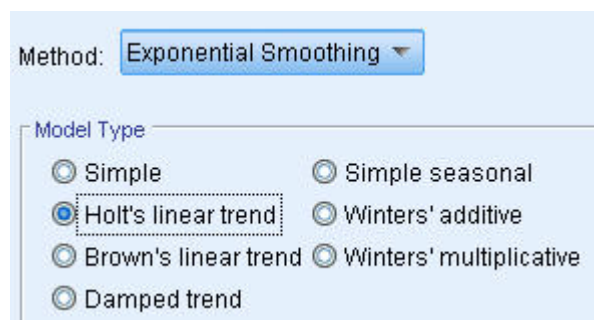 Method: Exponential Smoothing
Model Type
Simple
Simple seasonal
Holt's linear trend
Winters' additive
Brown's linear trend
Winters' multiplicative
Damped trend